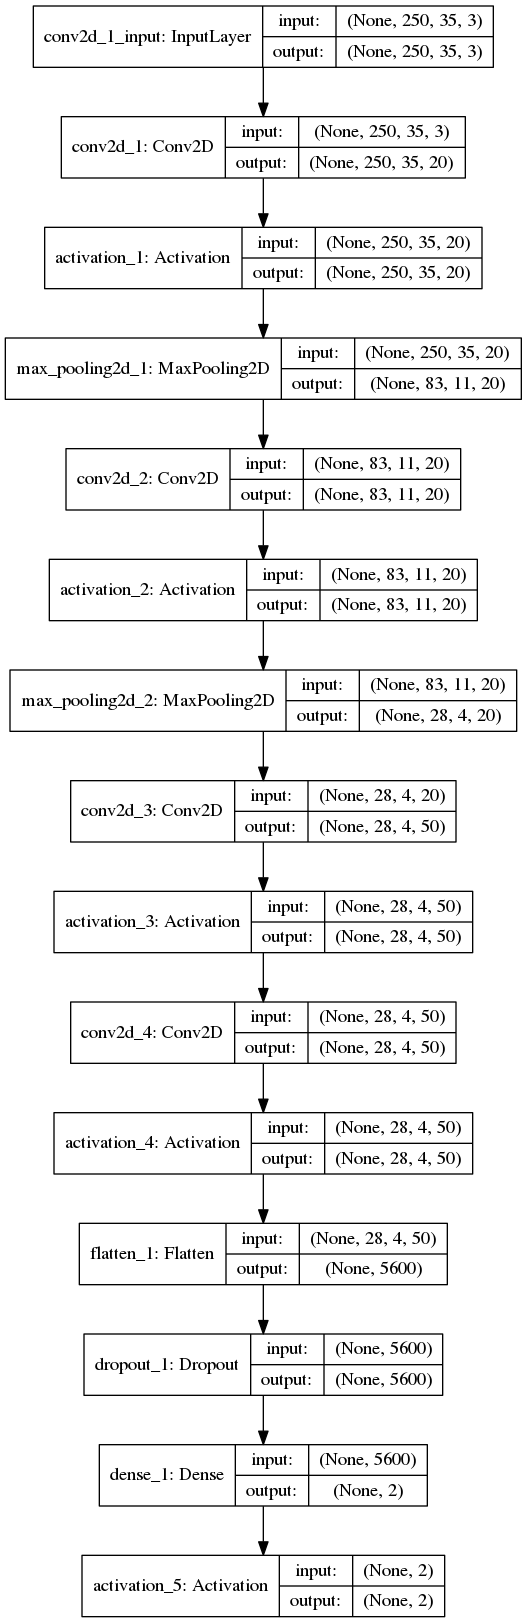 conv2d_1_input: InputLayer
input: (None, 250, 35, 3)
output: (None, 250, 35, 3)
conv2d_1: Conv2D
input: (None, 250, 35, 3)
output: (None, 250, 35, 20)
activation_1: Activation
input: (None, 250, 35, 20)
output: (None, 250, 35, 20)
max_pooling2d_1: MaxPooling2D
input: (None, 250, 35, 20)
output: (None, 83, 11, 20)
conv2d_2: Conv2D
input: (None, 83, 11, 20)
output: (None, 83, 11, 20)
activation_2: Activation
input: (None, 83, 11, 20)
output: (None, 83, 11, 20)
max_pooling2d_2: MaxPooling2D
input: (None, 83, 11, 20)
output: (None, 28, 4, 20)
conv2d_3: Conv2D
input: (None, 28, 4, 20)
output: (None, 28, 4, 50)
activation_3: Activation
input: (None, 28, 4, 50)
output: (None, 28, 4, 50)
conv2d_4: Conv2D
input: (None, 28, 4, 50)
output: (None, 28, 4, 50)
activation_4: Activation
input: (None, 28, 4, 50)
output: (None, 28, 4, 50)
flatten_1: Flatten
input: (None, 28, 4, 50)
output: (None, 5600)
dropout_1: Dropout
input: (None, 5600)
output: (None, 5600)
dense_1: Dense
input: (None, 5600)
output: (None, 2)
activation_5: Activation
input: (None, 2)
output: (None, 2)